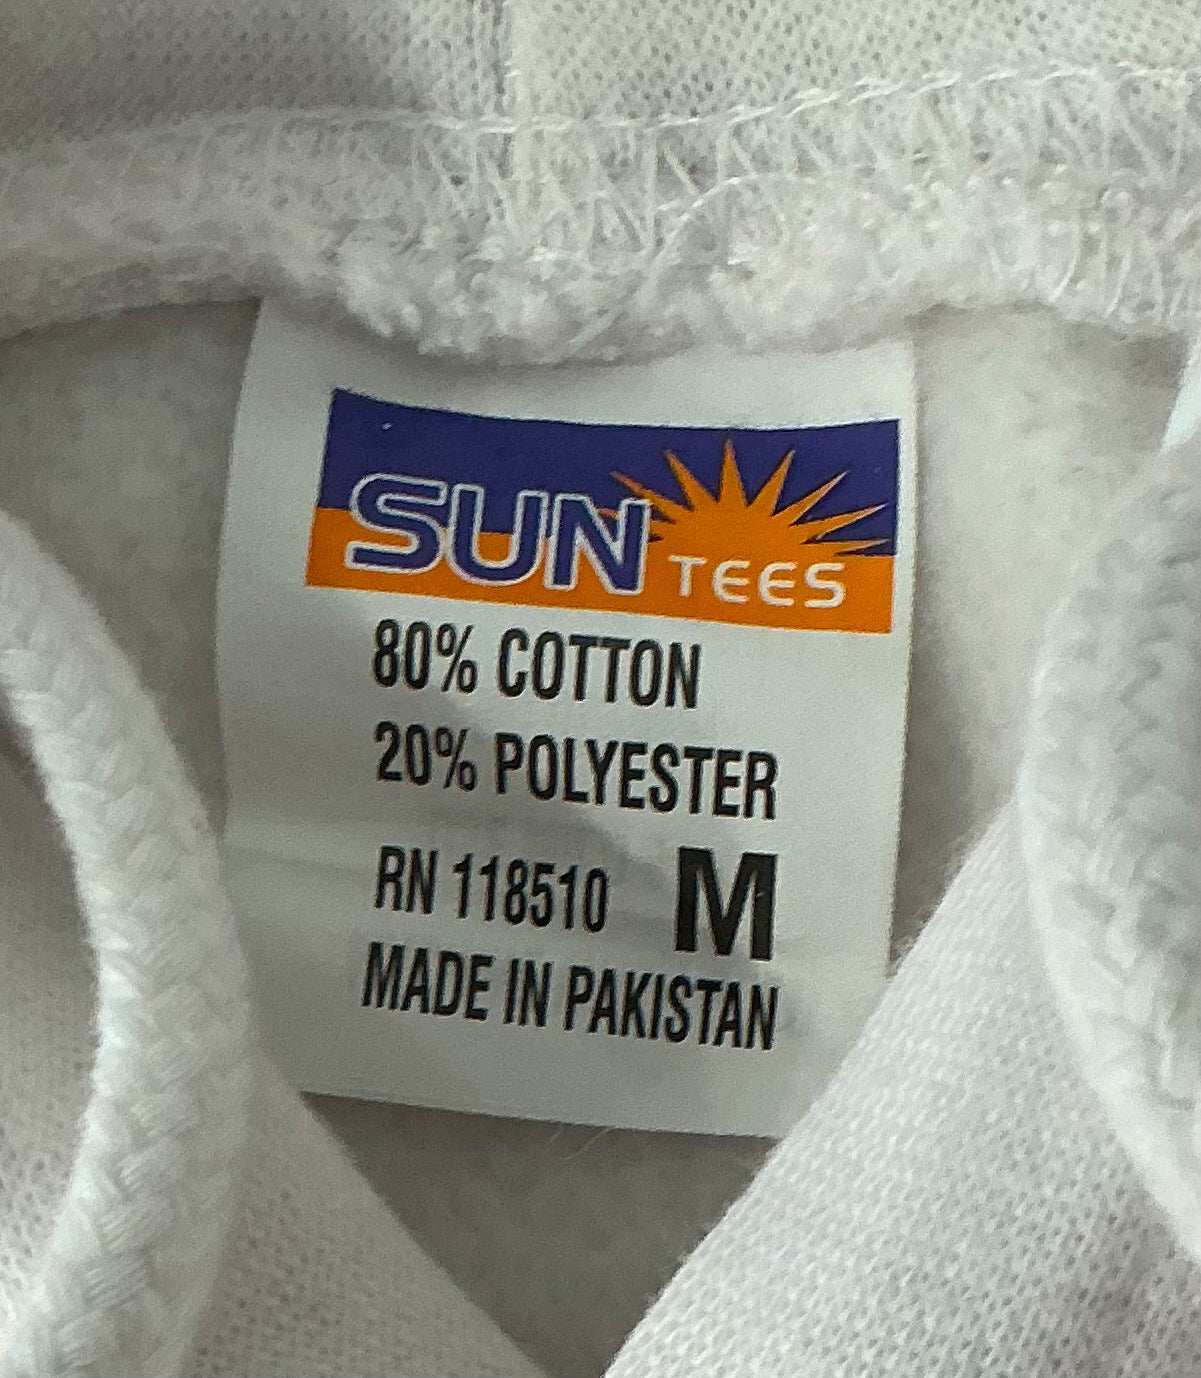 SUN TEES
80% COTTON
20% POLYESTER
RN 118510 M
MADE IN PAKISTAN